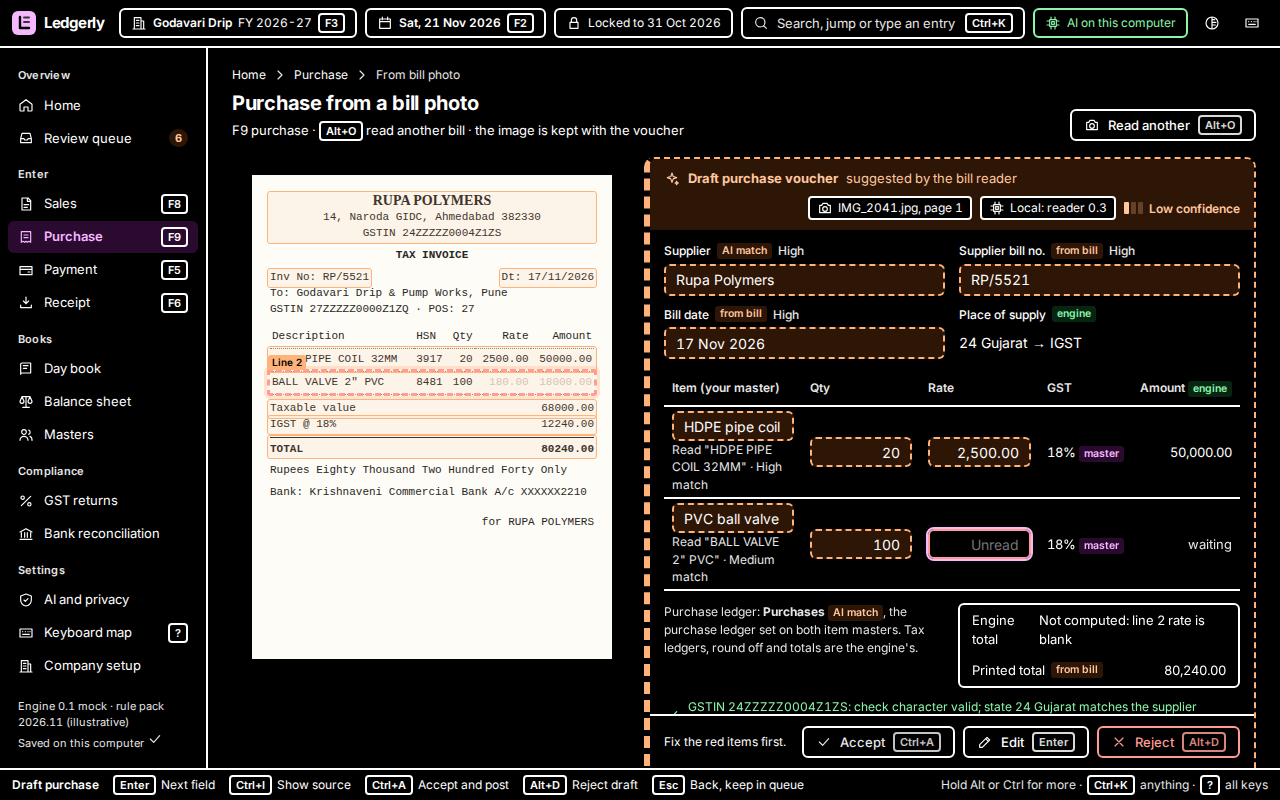 Ledgerly
Godavari Drip FY 2026-27 F3
Sat, 21 Nov 2026 F2
Locked to 31 Oct 2026
Search, jump or type an entry Ctrl+K
AI on this computer
Overview
Home
Review queue 6
Enter
Sales F8
Purchase F9
Payment F5
Receipt F6
Books
Day book
Balance sheet
Masters
Compliance
GST returns
Bank reconciliation
Settings
AI and privacy
Keyboard map ?
Company setup
Engine 0.1 mock · rule pack
2026.11 (illustrative)
Saved on this computer
Home > Purchase > From bill photo
Purchase from a bill photo
F9 purchase · Alt+O read another bill · the image is kept with the voucher
Read another Alt+O
RUPA POLYMERS
14, Naroda GIDC, Ahmedabad 382330
GSTIN 24ZZZZZ0004Z1ZS
TAX INVOICE
Inv No: RP/5521 Dt: 17/11/2026
To: Godavari Drip & Pump Works, Pune
GSTIN 27ZZZZZ0000Z1ZQ · POS: 27
Description HSN Qty Rate Amount
PIPE COIL 32MM 3917 20 2500.00 50000.00
Line 2
BALL VALVE 2" PVC 8481 100 180.00 18000.00
Taxable value 68000.00
IGST @ 18% 12240.00
TOTAL 80240.00
Rupees Eighty Thousand Two Hundred Forty Only
Bank: Krishnaveni Commercial Bank A/c XXXXXX2210
for RUPA POLYMERS
Draft purchase voucher suggested by the bill reader
IMG_2041.jpg, page 1
Local: reader 0.3
Low confidence
Supplier AI match High
Rupa Polymers
Supplier bill no. from bill High
RP/5521
Bill date from bill High
17 Nov 2026
Place of supply engine
24 Gujarat → IGST
Item (your master) Qty Rate GST Amount engine
HDPE pipe coil
Read "HDPE PIPE
COIL 32MM" · High
match
20 2,500.00 18% master 50,000.00
PVC ball valve
Read "BALL VALVE
2" PVC" · Medium
match
100 Unread 18% master waiting
Purchase ledger: Purchases AI match, the
purchase ledger set on both item masters. Tax
ledgers, round off and totals are the engine's.
Engine
total
Not computed: line 2 rate is
blank
Printed total from bill 80,240.00
GSTIN 24ZZZZZ0004Z1ZS: check character valid; state 24 Gujarat matches the supplier
Fix the red items first.
Accept Ctrl+A
Edit Enter
Reject Alt+D
Draft purchase Enter Next field Ctrl+I Show source Ctrl+A Accept and post Alt+D Reject draft Esc Back, keep in queue
Hold Alt or Ctrl for more · Ctrl+K anything · ? all keys